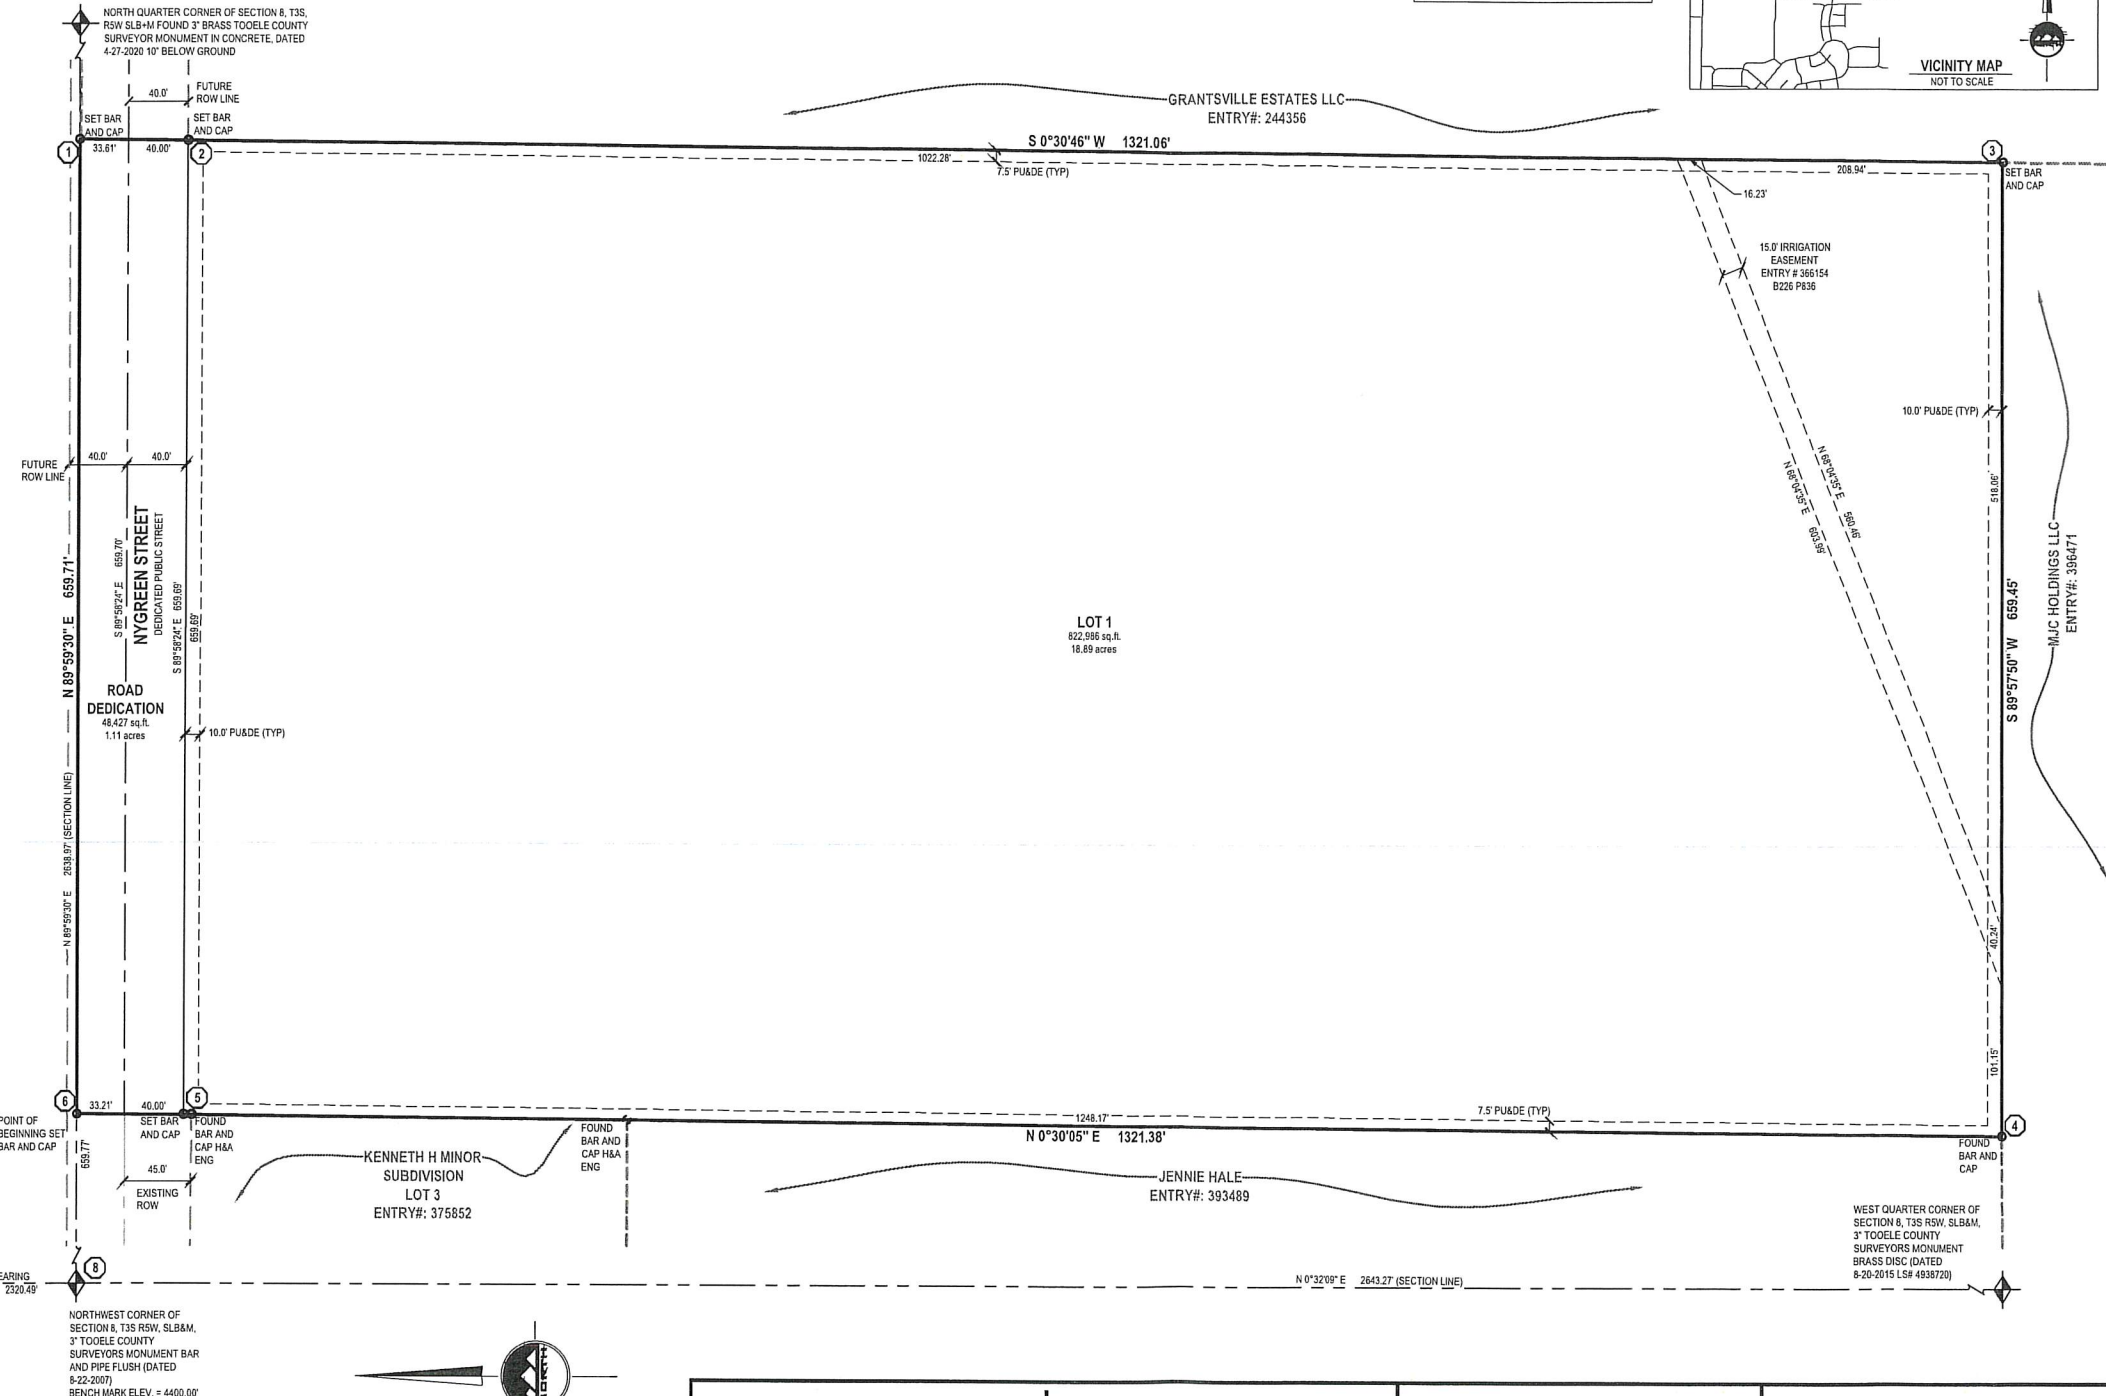 NORTH QUARTER CORNER OF SECTION 8, T3S,
R5W SLB+M FOUND 3" BRASS TOOELE COUNTY
SURVEYOR MONUMENT IN CONCRETE, DATED
4-27-2020 10" BELOW GROUND
VICINITY MAP
NOT TO SCALE
40.0'
FUTURE
ROW LINE
SET BAR
AND CAP
SET BAR
AND CAP
1
33.61'
40.00'
2
GRANTSVILLE ESTATES LLC
ENTRY#: 244356
S 0°30'46" W 1321.06'
1022.28'
7.5' PU&DE (TYP)
208.94'
16.23'
3
SET BAR
AND CAP
15.0' IRRIGATION
EASEMENT
ENTRY # 366154
B226 P836
10.0' PU&DE (TYP)
N 68°04'35" E 560.46'
N 68°04'35" E 603.99'
518.06'
MJC HOLDINGS LLC
ENTRY#: 396471
S 89°57'50" W 659.45'
FUTURE
ROW LINE
40.0'
40.0'
N 89°59'30" E 659.71'
S 89°58'24" E 659.70'
NYGREEN STREET
DEDICATED PUBLIC STREET
S 89°58'24" E 659.69'
659.69'
ROAD
DEDICATION
48,427 sq.ft.
1.11 acres
10.0' PU&DE (TYP)
LOT 1
822,986 sq.ft.
18.89 acres
N 89°59'30" E 2638.97' (SECTION LINE)
40.24'
101.15'
6
33.21'
40.00'
5
POINT OF
BEGINNING SET
BAR AND CAP
659.77'
SET BAR
AND CAP
FOUND
BAR AND
CAP H&A
ENG
45.0'
EXISTING
ROW
KENNETH H MINOR
SUBDIVISION
LOT 3
ENTRY#: 375852
FOUND
BAR AND
CAP H&A
ENG
1248.17'
N 0°30'05" E 1321.38'
7.5' PU&DE (TYP)
JENNIE HALE
ENTRY#: 393489
4
FOUND
BAR AND
CAP
WEST QUARTER CORNER OF
SECTION 8, T3S R5W, SLB&M,
3" TOOELE COUNTY
SURVEYORS MONUMENT
BRASS DISC (DATED
8-20-2015 LS# 4938720)
8
EARING
2320.49'
N 0°32'09" E 2643.27' (SECTION LINE)
NORTHWEST CORNER OF
SECTION 8, T3S R5W, SLB&M,
3" TOOELE COUNTY
SURVEYORS MONUMENT BAR
AND PIPE FLUSH (DATED
8-22-2007)
BENCH MARK ELEV. = 4400.00'
NORTH